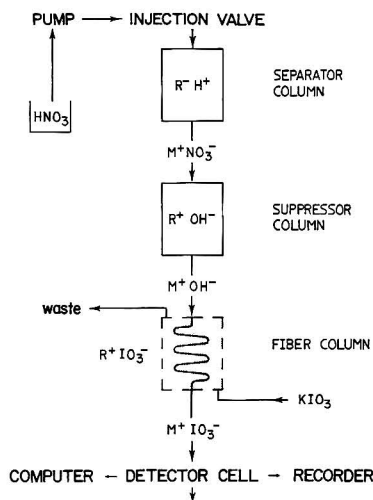 PUMP → INJECTION VALVE
HNO₃
R⁻ H⁺
SEPARATOR
COLUMN
M⁺NO₃⁻
R⁺ OH⁻
SUPPRESSOR
COLUMN
M⁺OH⁻
waste
R⁺IO₃⁻
FIBER COLUMN
KIO₃
M⁺IO₃⁻
COMPUTER ← DETECTOR CELL → RECORDER